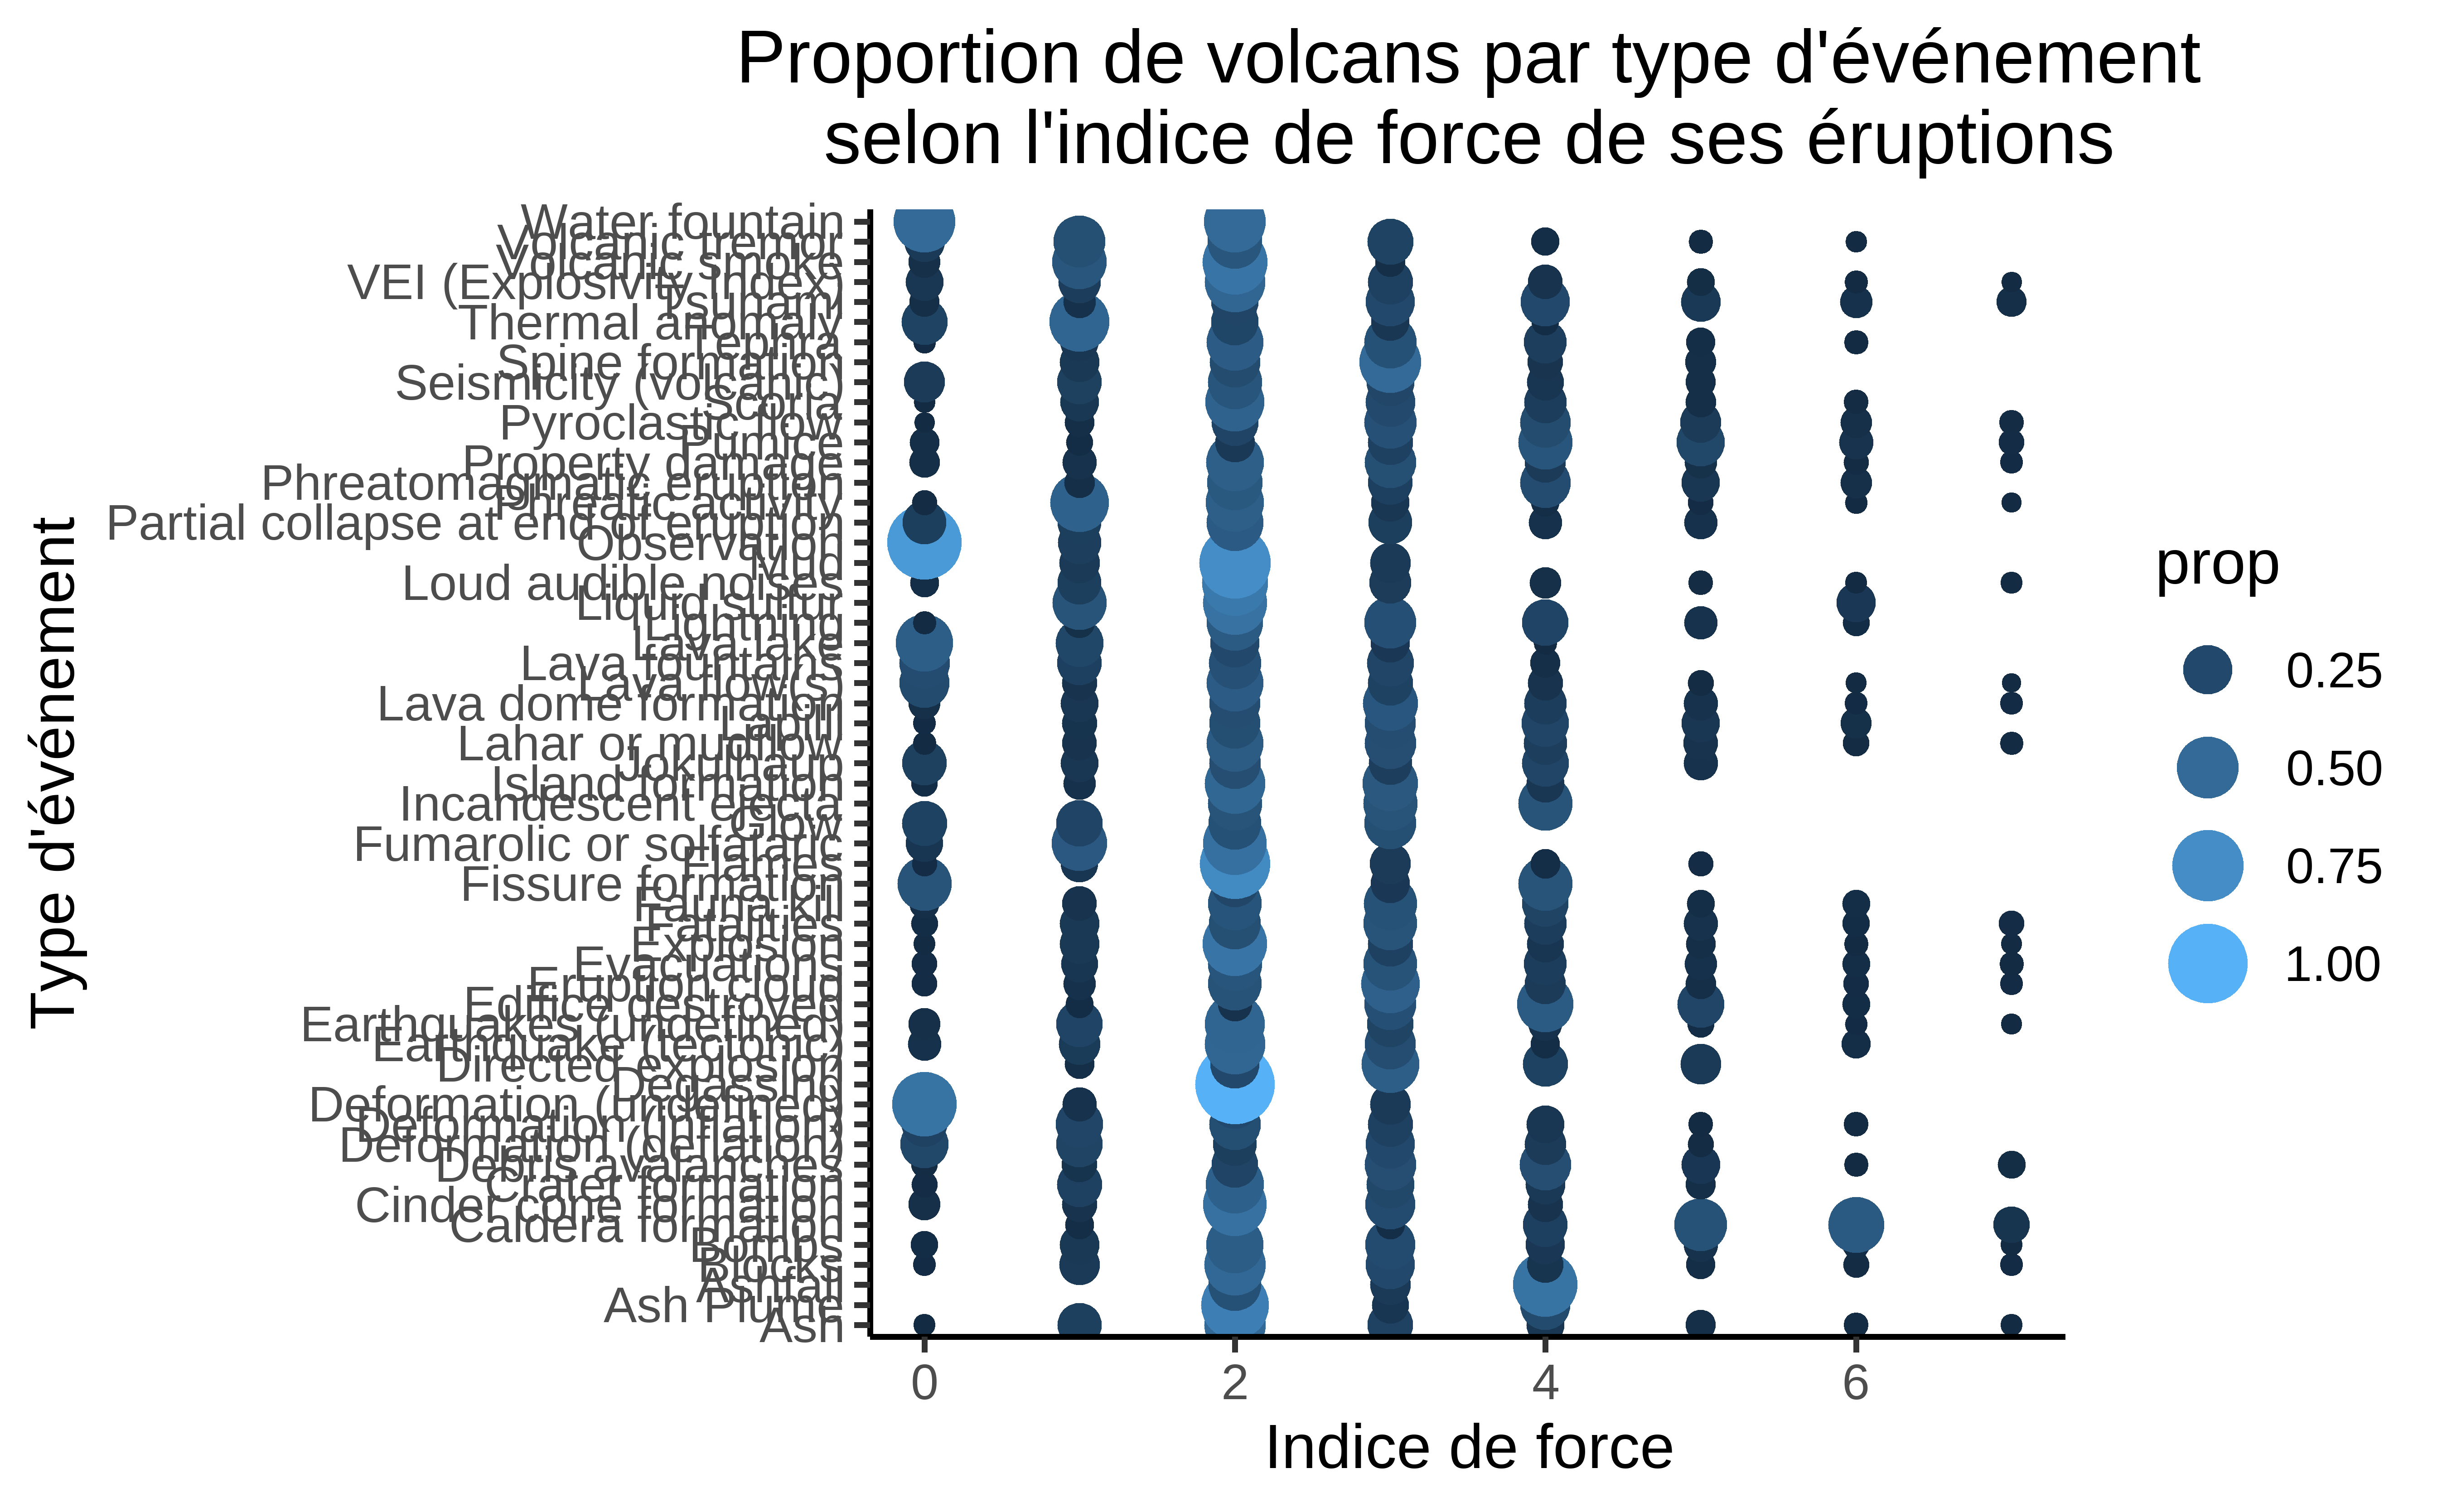 Proportion de volcans par type d'événement
selon l'indice de force de ses éruptions
Type d'événement
Water fountain
Volcanic tremor
Volcanic smoke
VEI (Explosivity Index)
Tsunami
Thermal anomaly
Tephra
Spine formation
Seismicity (volcanic)
Scoria
Pyroclastic flow
Pumice
Property damage
Phreatomagmatic eruption
Phreatic activity
Partial collapse at end of eruption
Observation
Mud
Loud audible noises
Liquid sulfur
Lightning
Lava lake
Lava fountains
Lava flow(s)
Lava dome formation
Lapilli
Lahar or mudflow
Jokulhlaup
Island formation
Incandescent ejecta
Glow
Fumarolic or solfataric
Flames
Fissure formation
Fauna kill
Fatalities
Explosion
Evacuations
Eruption cloud
Edifice destroyed
Earthquakes (undefined)
Earthquake (tectonic)
Directed explosion
Degassing
Deformation (undefined)
Deformation (inflation)
Deformation (deflation)
Debris avalanches
Crater formation
Cinder cone formation
Caldera formation
Bombs
Blocks
Ashfall
Ash Plume
Ash
0 2 4 6
Indice de force
prop
0.25
0.50
0.75
1.00